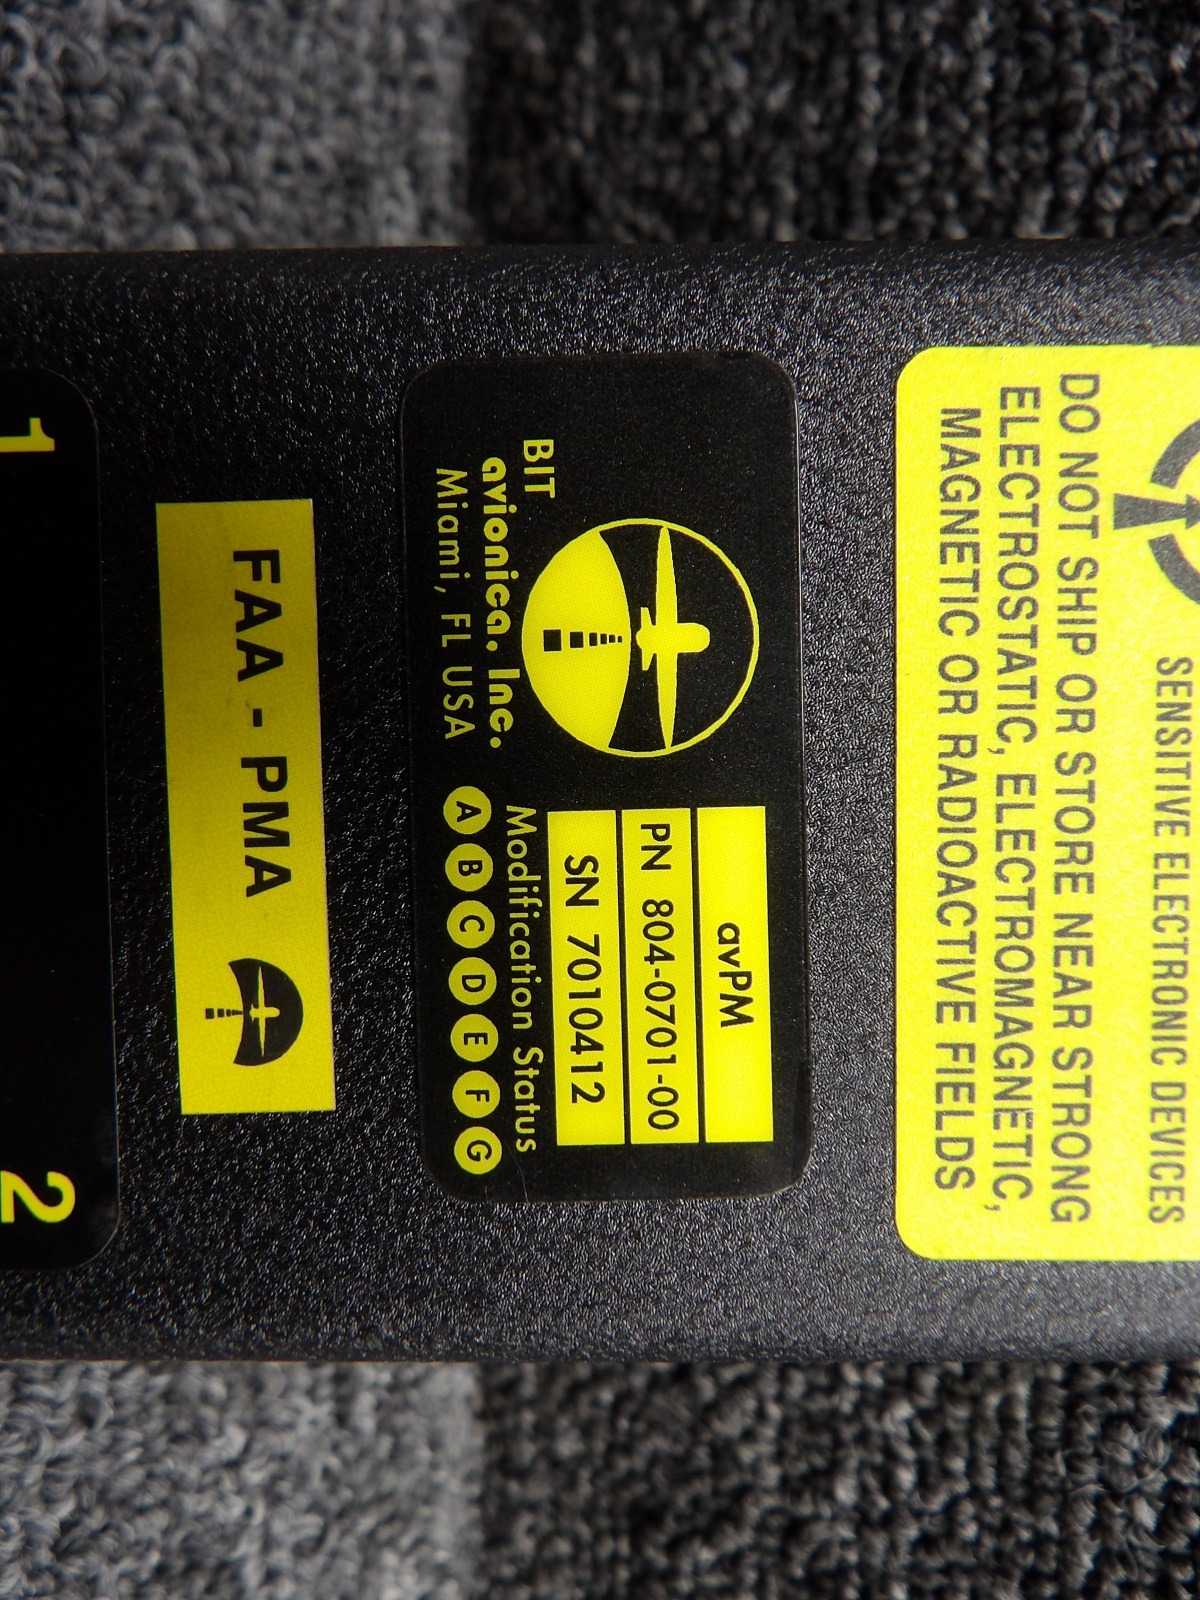 SENSITIVE ELECTRONIC DEVICES
DO NOT SHIP OR STORE NEAR STRONG
ELECTROSTATIC, ELECTROMAGNETIC,
MAGNETIC OR RADIOACTIVE FIELDS
BIT
avionica, Inc.
Miami, FL USA
avPM
PN 804-0701-00
SN 7010412
Modification Status
A B C D E F G
FAA - PMA
1 2